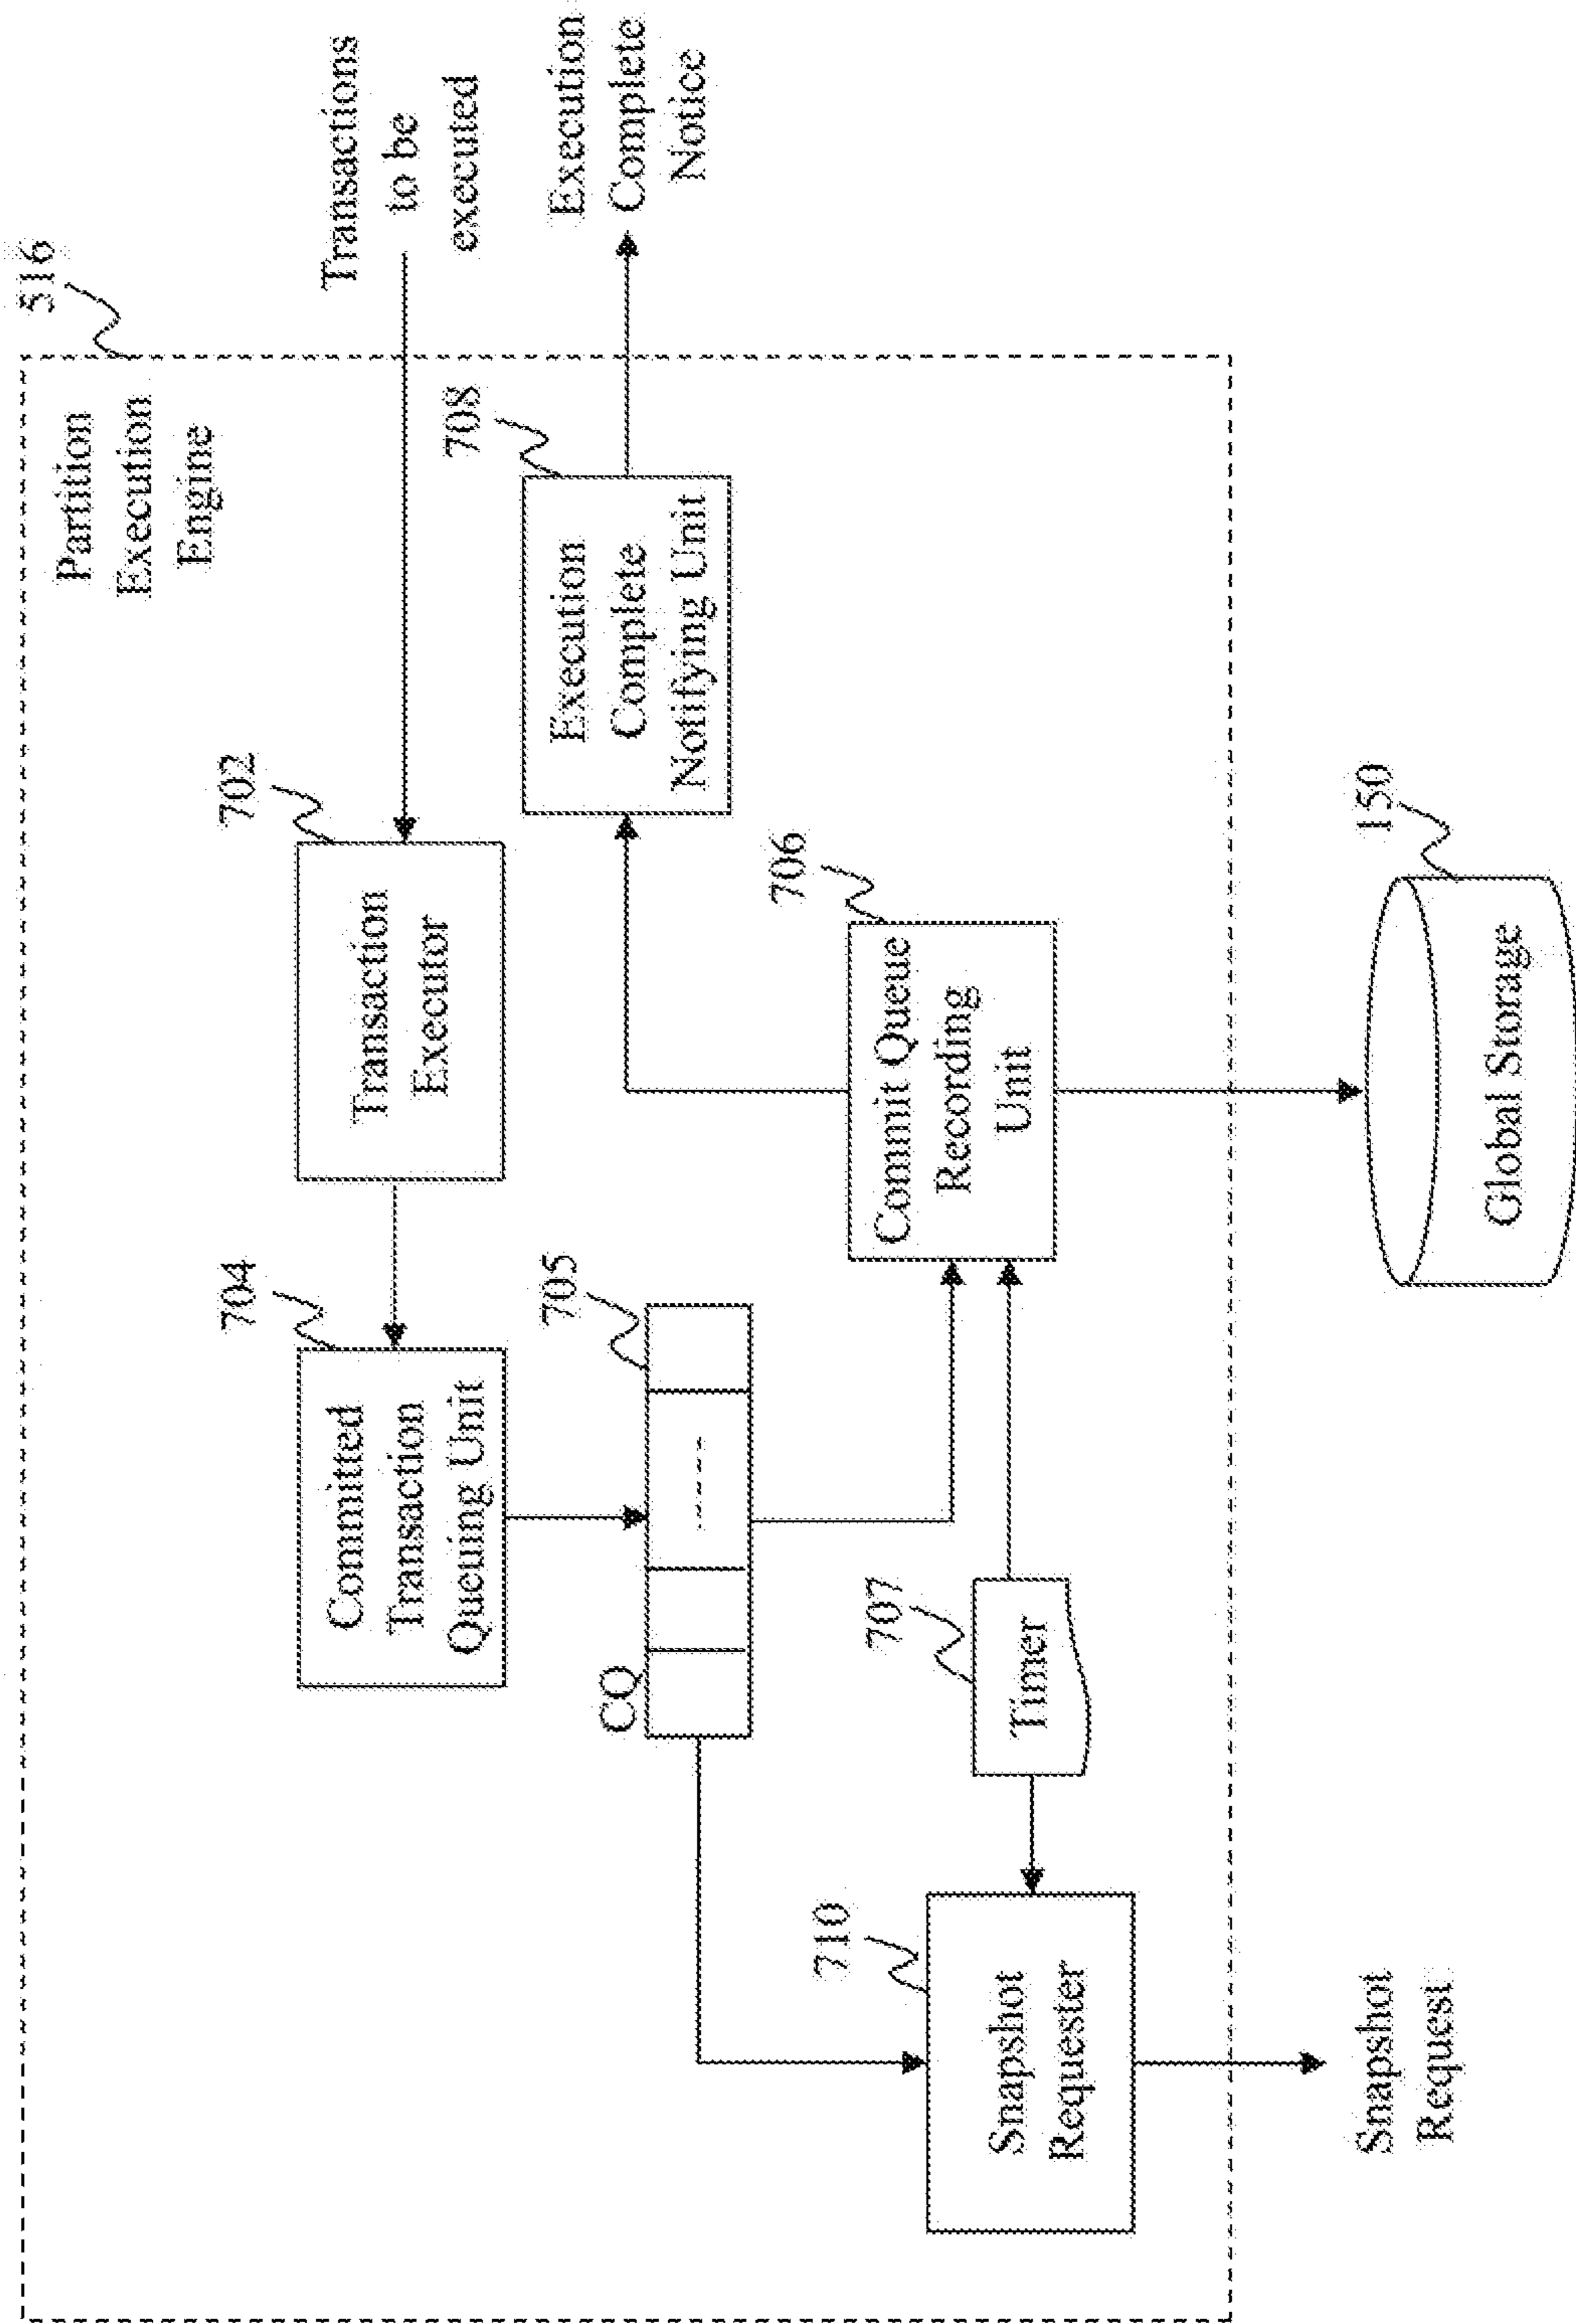 516
Partition
Execution
Engine
Transactions
to be
executed
702
Transaction
Executor
704
Committed
Transaction
Queuing Unit
CQ
705
-----
708
Execution
Complete
Notifying Unit
Execution
Complete
Notice
706
Commit Queue
Recording
Unit
707
Timer
710
Snapshot
Requester
Snapshot
Request
150
Global Storage